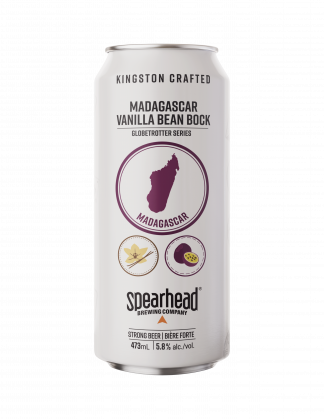 KINGSTON CRAFTED
MADAGASCAR
VANILLA BEAN BOCK
GLOBETROTTER SERIES
MADAGASCAR
Spearhead®
BREWING COMPANY
STRONG BEER | BIÈRE FORTE
473mL | 5.8% alc./vol.